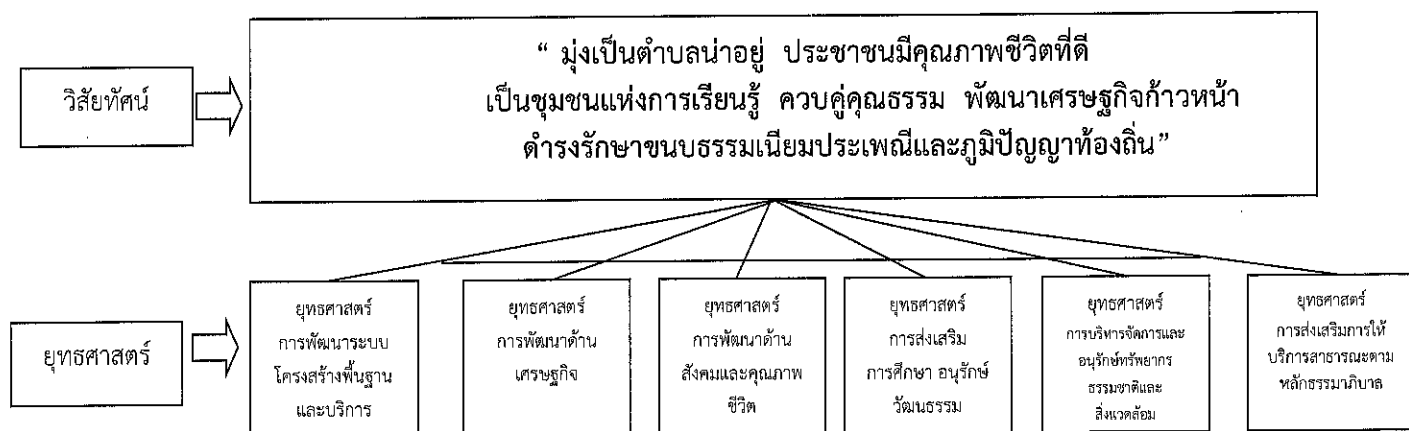 วิสัยทัศน์
“ มุ่งเป็นตำบลน่าอยู่ ประชาชนมีคุณภาพชีวิตที่ดี
เป็นชุมชนแห่งการเรียนรู้ ควบคู่คุณธรรม พัฒนาเศรษฐกิจก้าวหน้า
ดำรงรักษาขนบธรรมเนียมประเพณีและภูมิปัญญาท้องถิ่น”
ยุทธศาสตร์
ยุทธศาสตร์
การพัฒนาระบบ
โครงสร้างพื้นฐาน
และบริการ
ยุทธศาสตร์
การพัฒนาด้าน
เศรษฐกิจ
ยุทธศาสตร์
การพัฒนาด้าน
สังคมและคุณภาพ
ชีวิต
ยุทธศาสตร์
การส่งเสริม
การศึกษา อนุรักษ์
วัฒนธรรม
ยุทธศาสตร์
การบริหารจัดการและ
อนุรักษ์ทรัพยากร
ธรรมชาติและ
สิ่งแวดล้อม
ยุทธศาสตร์
การส่งเสริมการให้
บริการสาธารณะตาม
หลักธรรมาภิบาล